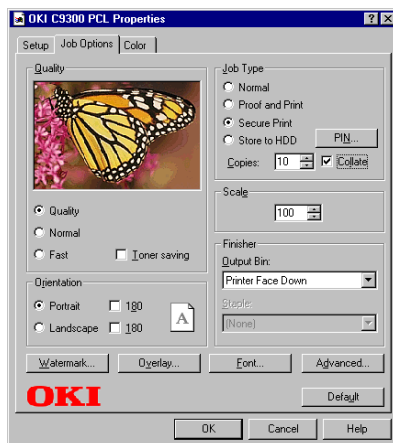 OKI C9300 PCL Properties
Setup
Job Options
Color
Quality
Quality
Normal
Fast
Toner saving
Orientation
Portrait
180
Landscape
180
A
Job Type
Normal
Proof and Print
Secure Print
Store to HDD
PIN...
Copies:
10
Collate
Scale
100
Finisher
Output Bin:
Printer Face Down
Staple:
(None)
Watermark...
Overlay...
Font...
Advanced...
OKI
Default
OK
Cancel
Help